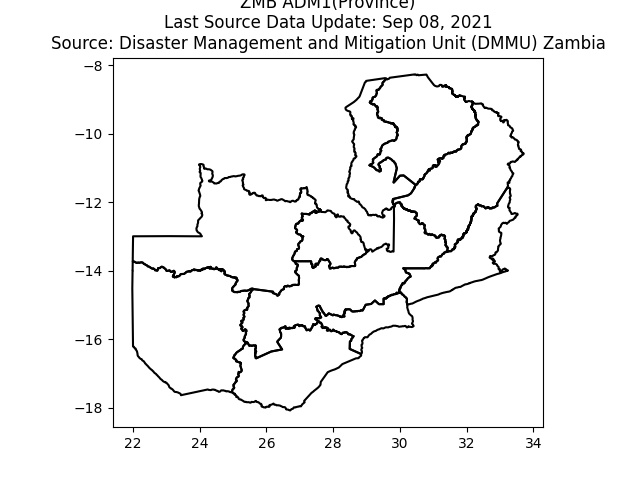 ZMB ADM1(Province)
Last Source Data Update: Sep 08, 2021
Source: Disaster Management and Mitigation Unit (DMMU) Zambia
−8
−10
−12
−14
−16
−18
22 24 26 28 30 32 34